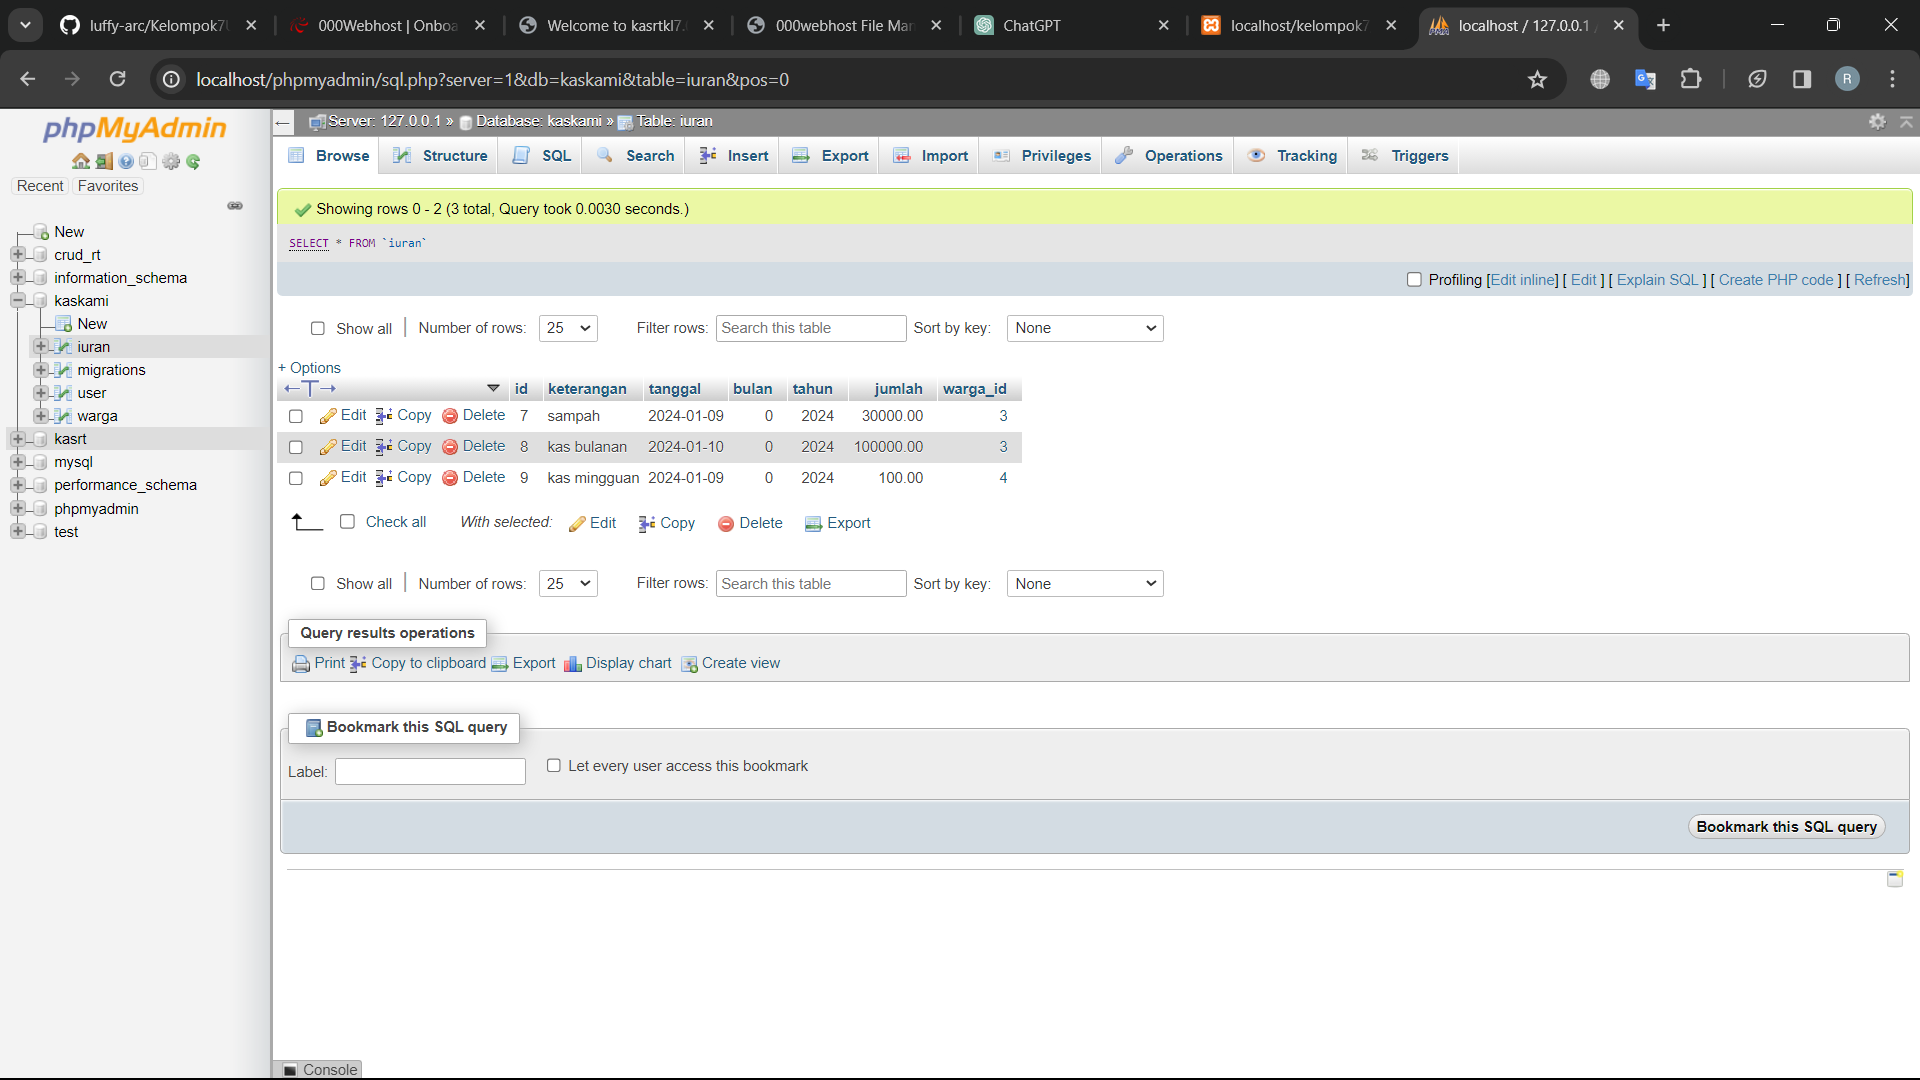 luffy-arc/Kelompok7
000Webhost | Onboa
Welcome to kasrtkl7.
000webhost File Man
ChatGPT
localhost/kelompok7
localhost / 127.0.0.1
localhost/phpmyadmin/sql.php?server=1&db=kaskami&table=iuran&pos=0
R
phpMyAdmin
Recent Favorites
New
crud_rt
information_schema
kaskami
New
iuran
migrations
user
warga
kasrt
mysql
performance_schema
phpmyadmin
test
Server: 127.0.0.1 » Database: kaskami » Table: iuran
Browse Structure SQL Search Insert Export Import Privileges Operations Tracking Triggers
Showing rows 0 - 2 (3 total, Query took 0.0030 seconds.)
SELECT * FROM `iuran`
Profiling [Edit inline] [ Edit ] [ Explain SQL ] [ Create PHP code ] [ Refresh]
Show all | Number of rows: 25 Filter rows: Search this table Sort by key: None
+ Options
←T→ id keterangan tanggal bulan tahun jumlah warga_id
Edit Copy Delete 7 sampah 2024-01-09 0 2024 30000.00 3
Edit Copy Delete 8 kas bulanan 2024-01-10 0 2024 100000.00 3
Edit Copy Delete 9 kas mingguan 2024-01-09 0 2024 100.00 4
Check all With selected: Edit Copy Delete Export
Show all | Number of rows: 25 Filter rows: Search this table Sort by key: None
Query results operations
Print Copy to clipboard Export Display chart Create view
Bookmark this SQL query
Label: Let every user access this bookmark
Bookmark this SQL query
Console